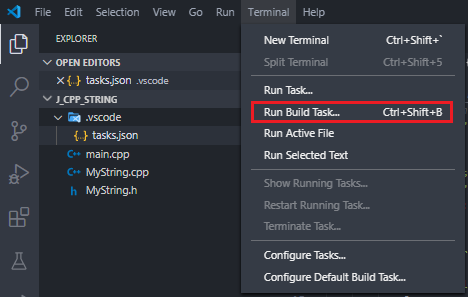 File Edit Selection View Go Run Terminal Help
EXPLORER
OPEN EDITORS
tasks.json .vscode
J_CPP_STRING
.vscode
tasks.json
main.cpp
MyString.cpp
MyString.h
New Terminal Ctrl+Shift+`
Split Terminal Ctrl+Shift+5
Run Task...
Run Build Task... Ctrl+Shift+B
Run Active File
Run Selected Text
Show Running Tasks...
Restart Running Task...
Terminate Task...
Configure Tasks...
Configure Default Build Task...